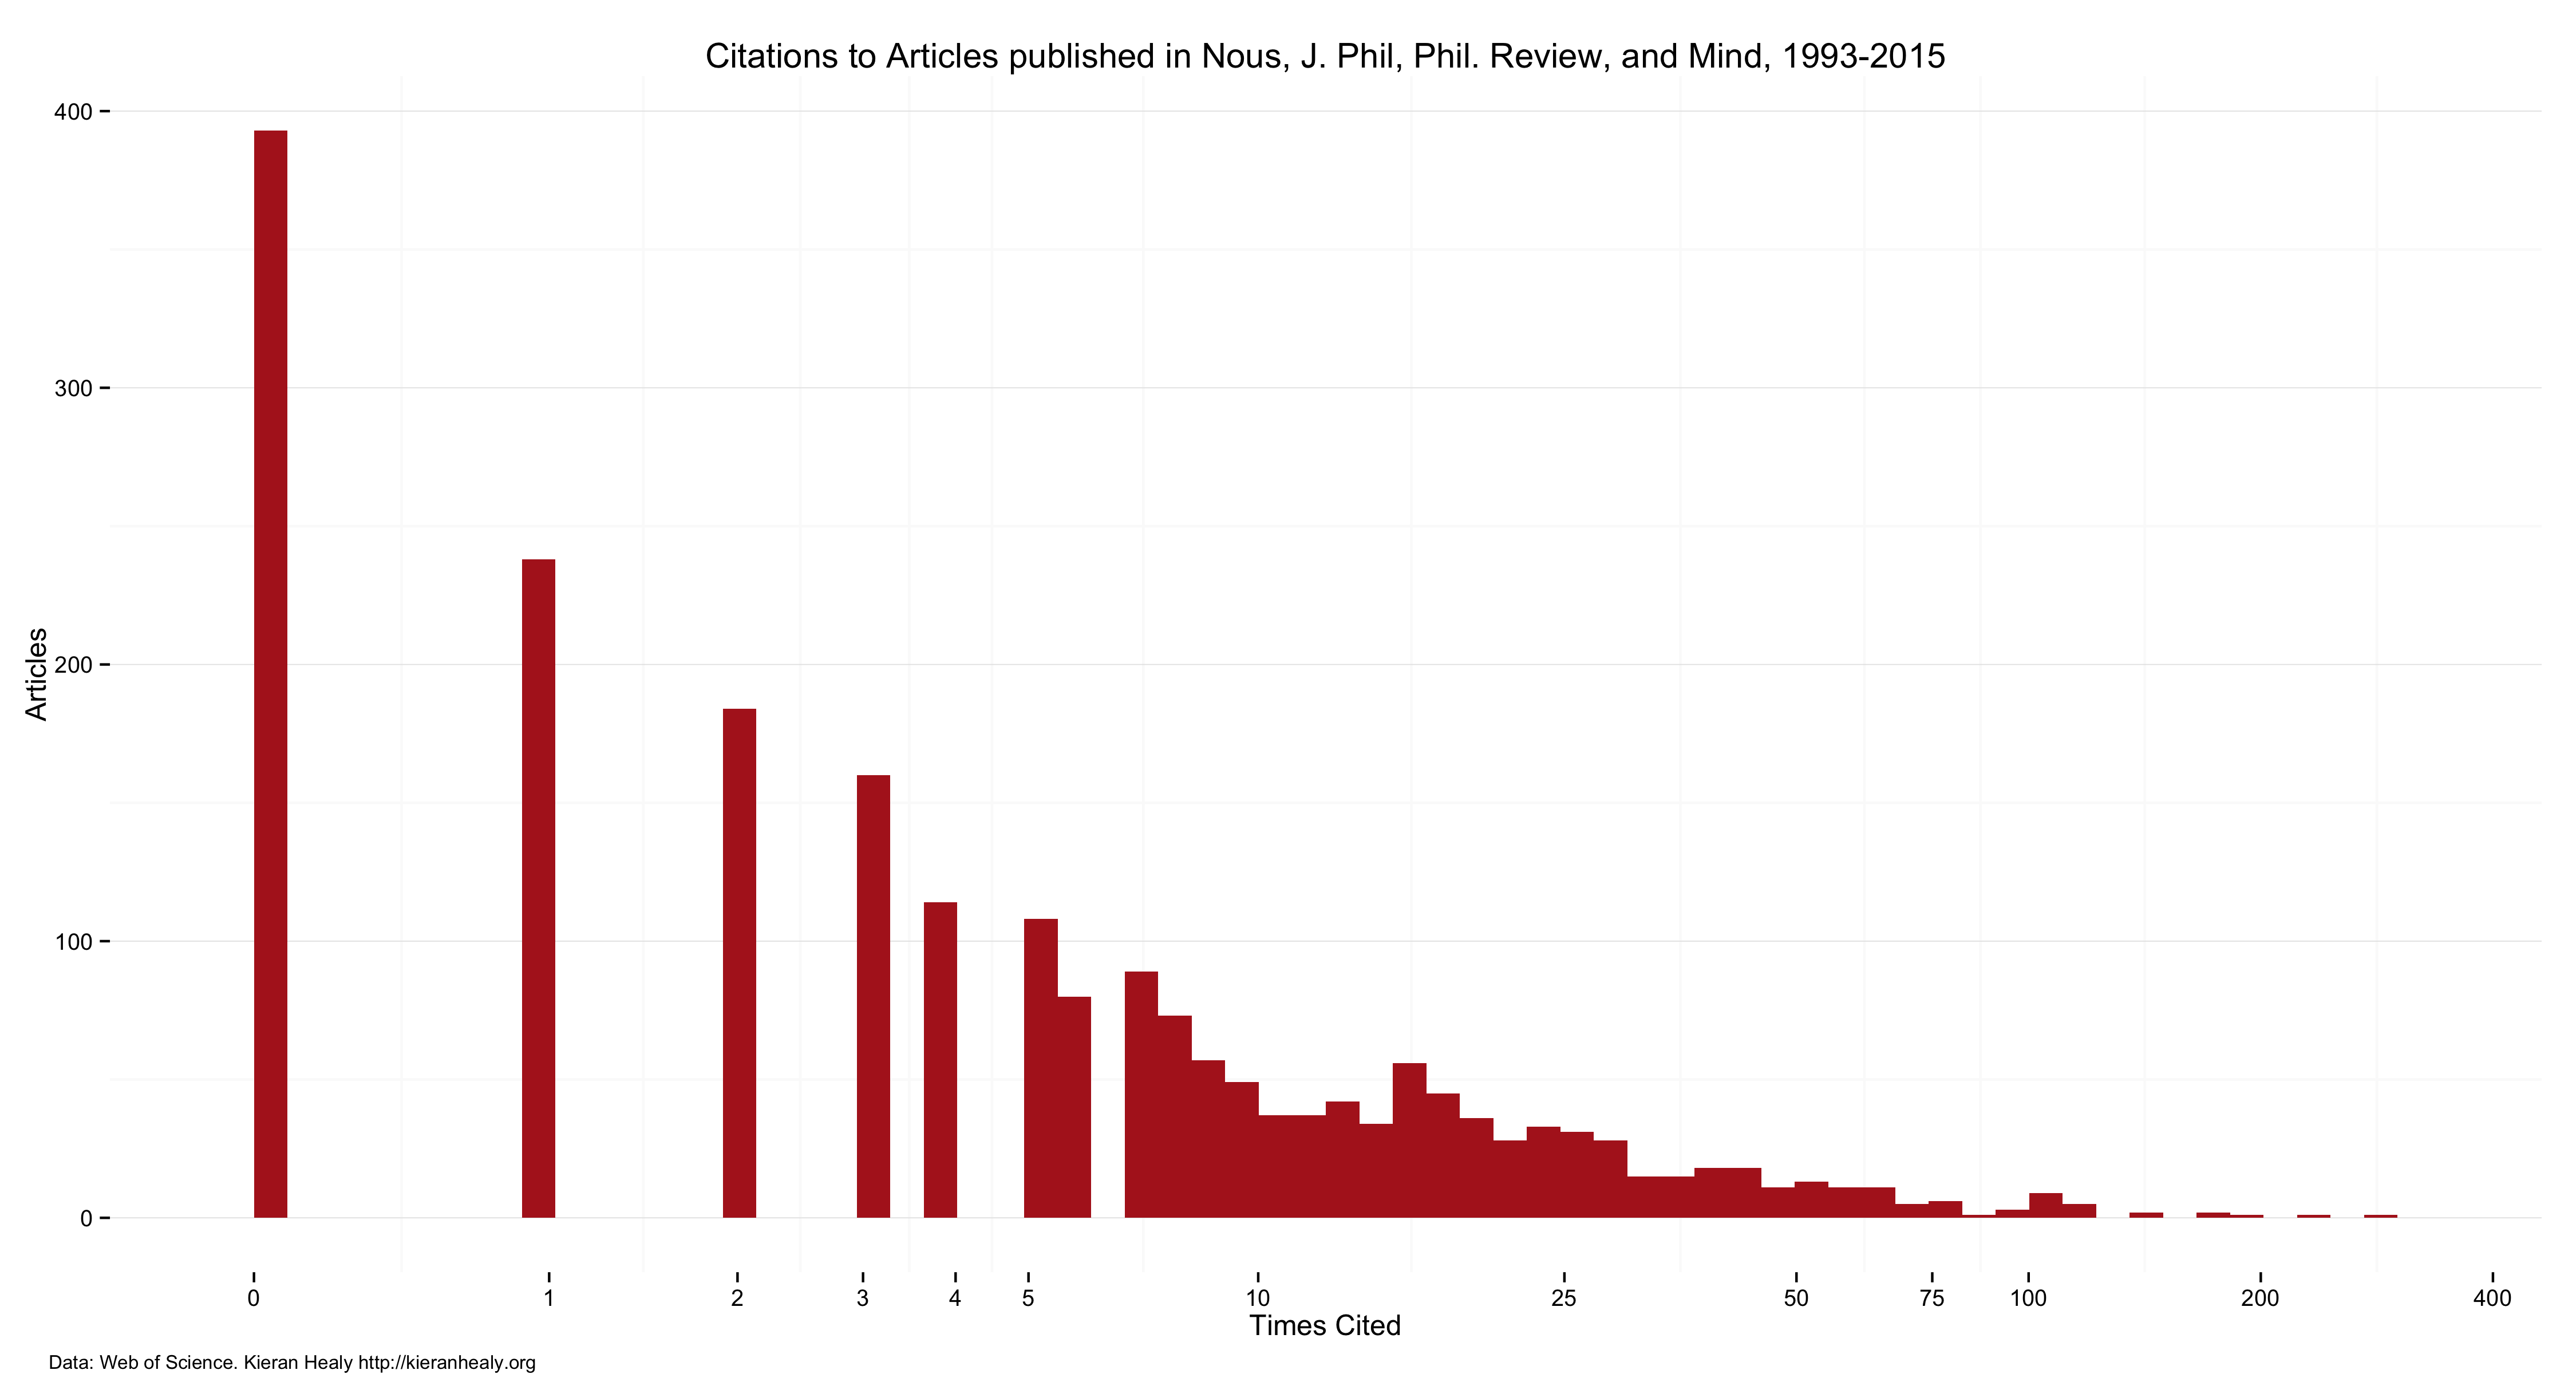 Citations to Articles published in Nous, J. Phil, Phil. Review, and Mind, 1993-2015
400
300
200
100
0
Articles
0 1 2 3 4 5 10 25 50 75 100 200 400
Times Cited
Data: Web of Science. Kieran Healy http://kieranhealy.org